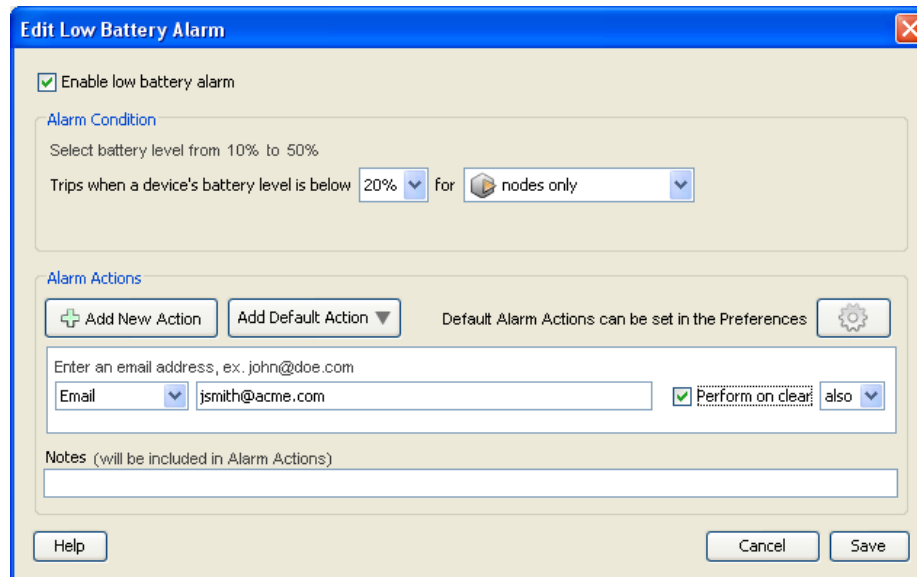 Edit Low Battery Alarm
Enable low battery alarm
Alarm Condition
Select battery level from 10% to 50%
Trips when a device's battery level is below 20% for nodes only
Alarm Actions
Add New Action Add Default Action Default Alarm Actions can be set in the Preferences
Enter an email address, ex. john@doe.com
Email jsmith@acme.com Perform on clear also
Notes (will be included in Alarm Actions)
Help Cancel Save